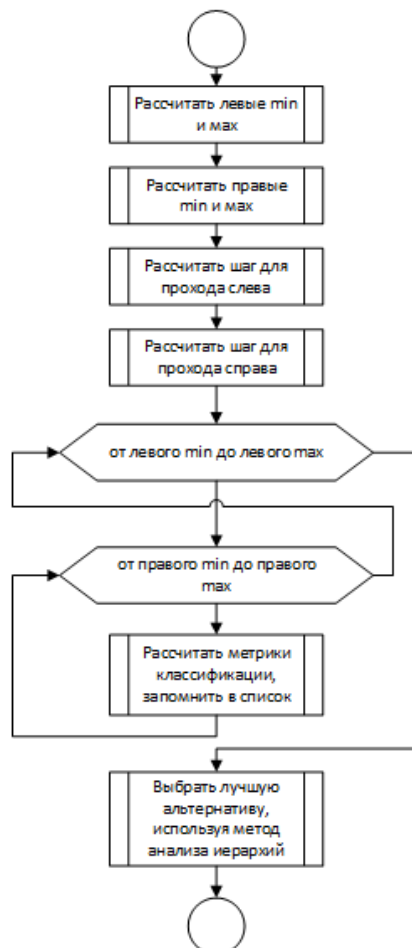 Рассчитать левые min
и мах
Рассчитать правые
min и мах
Рассчитать шаг для
прохода слева
Рассчитать шаг для
прохода справа
от левого min до левого max
от правого min до правого
max
Рассчитать метрики
классификации,
запомнить в список
Выбрать лучшую
альтернативу,
используя метод
анализа иерархий